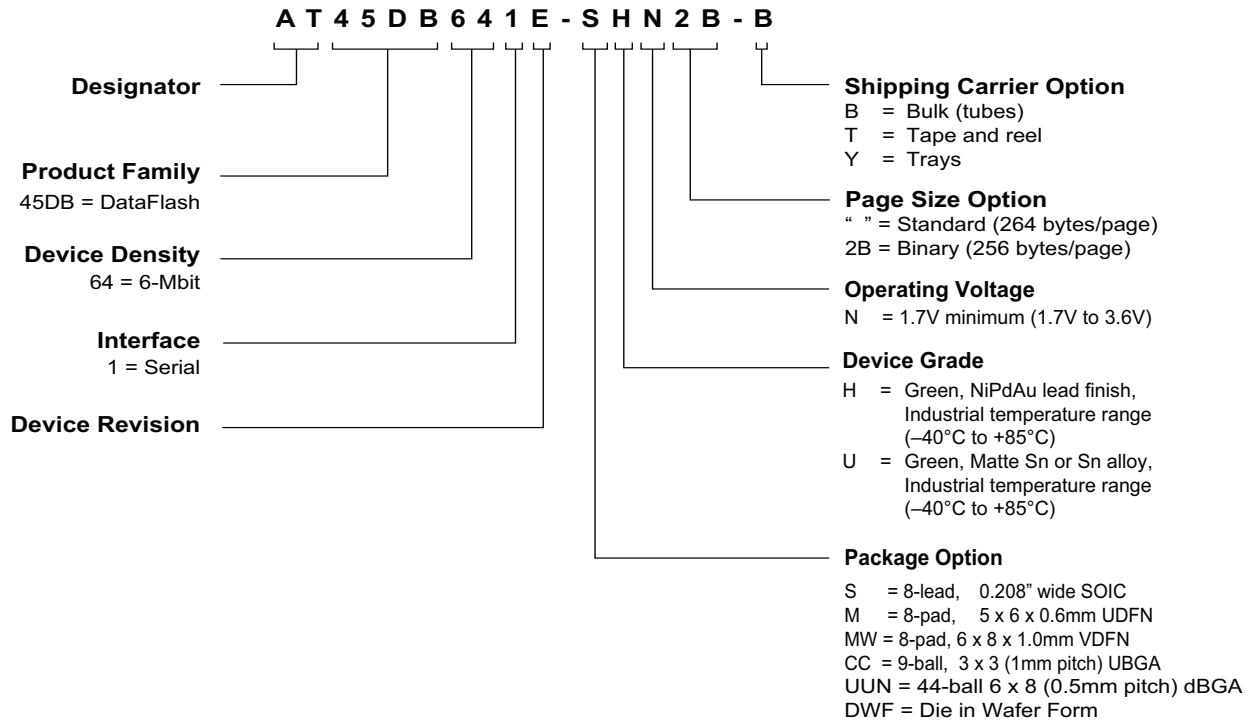 A T 4 5 D B 6 4 1 E - S H N 2 B - B
Designator
Product Family
45DB = DataFlash
Device Density
64 = 6-Mbit
Interface
1 = Serial
Device Revision
Shipping Carrier Option
B = Bulk (tubes)
T = Tape and reel
Y = Trays
Page Size Option
“ ” = Standard (264 bytes/page)
2B = Binary (256 bytes/page)
Operating Voltage
N = 1.7V minimum (1.7V to 3.6V)
Device Grade
H = Green, NiPdAu lead finish,
Industrial temperature range
(–40°C to +85°C)
U = Green, Matte Sn or Sn alloy,
Industrial temperature range
(–40°C to +85°C)
Package Option
S = 8-lead, 0.208” wide SOIC
M = 8-pad, 5 x 6 x 0.6mm UDFN
MW = 8-pad, 6 x 8 x 1.0mm VDFN
CC = 9-ball, 3 x 3 (1mm pitch) UBGA
UUN = 44-ball 6 x 8 (0.5mm pitch) dBGA
DWF = Die in Wafer Form